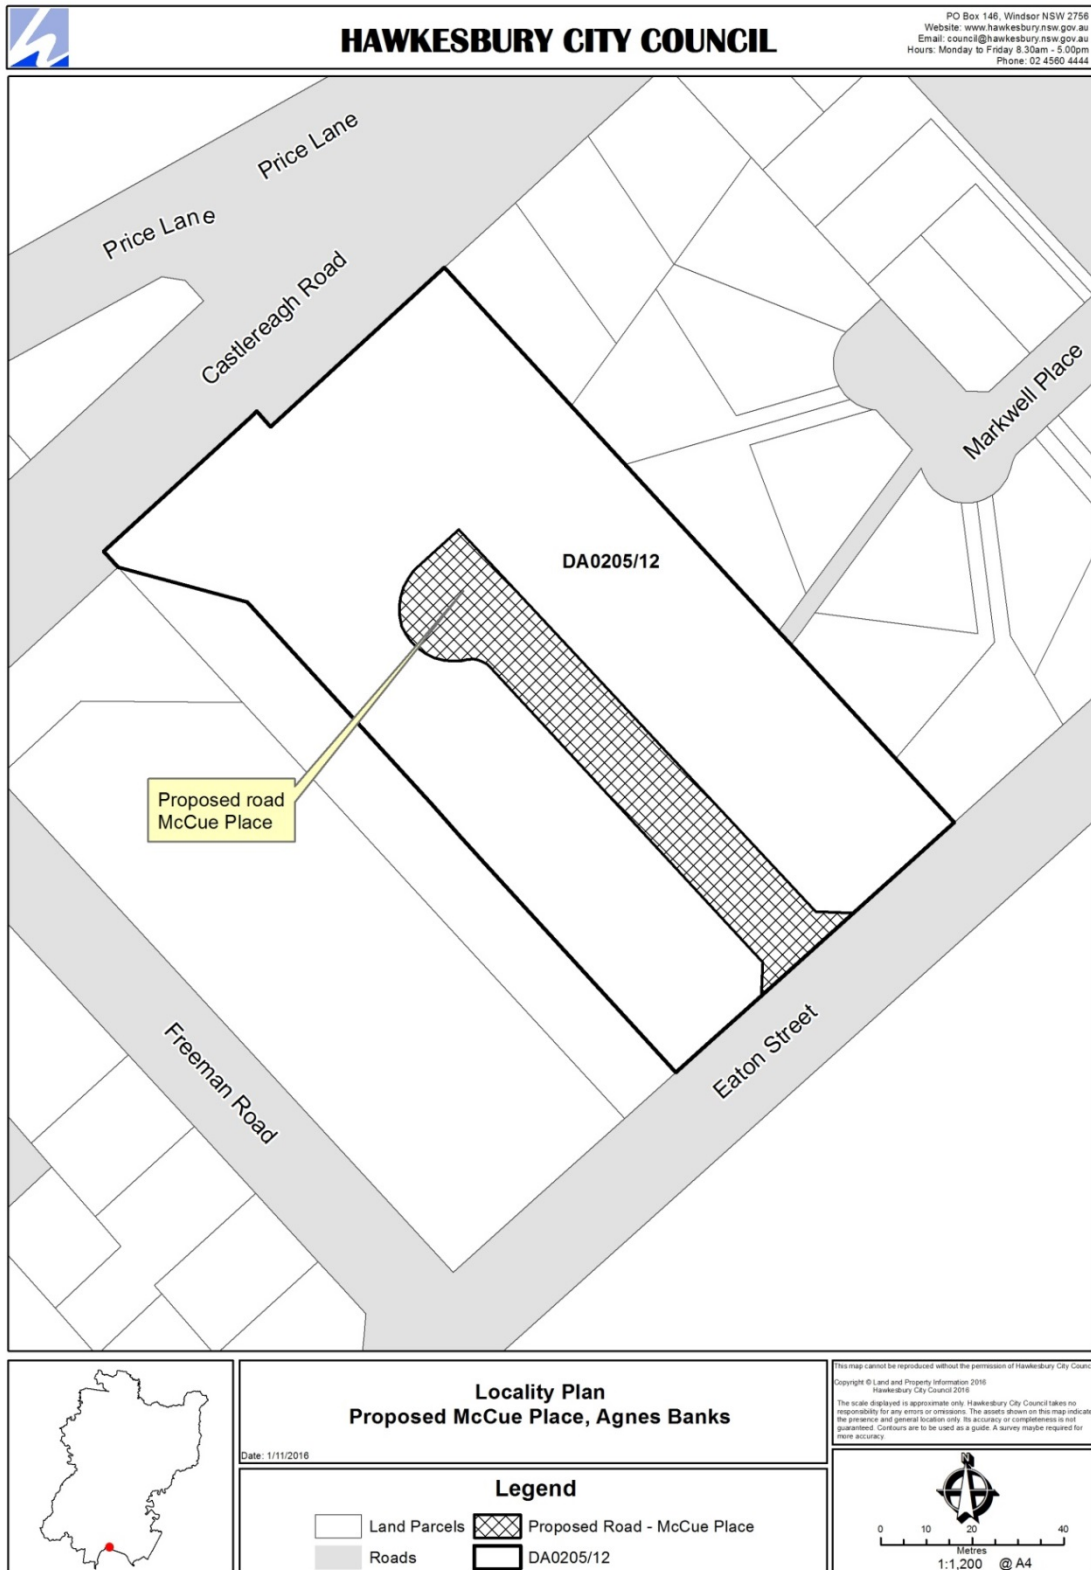 HAWKESBURY CITY COUNCIL
PO Box 146, Windsor NSW 2756
Website: www.hawkesbury.nsw.gov.au
Email: council@hawkesbury.nsw.gov.au
Hours: Monday to Friday 8.30am - 5.00pm
Phone: 02 4560 4444
Price Lane
Price Lane
Castlereagh Road
Markwell Place
DA0205/12
Proposed road
McCue Place
Freeman Road
Eaton Street
Locality Plan
Proposed McCue Place, Agnes Banks
Date: 1/11/2016
Legend
Land Parcels
Proposed Road - McCue Place
Roads
DA0205/12
This map cannot be reproduced without the permission of Hawkesbury City Counc
Copyright © Land and Property Information 2016
Hawkesbury City Council 2016
The scale displayed is approximate only. Hawkesbury City Council takes no
responsibility for any errors or omissions. The assets shown on this map indicate
the presence and general location only. Its accuracy or completeness is not
guaranteed. Contours are to be used as a guide. A survey maybe required for
more accuracy.
N
0 10 20 40
Metres
1:1,200 @ A4